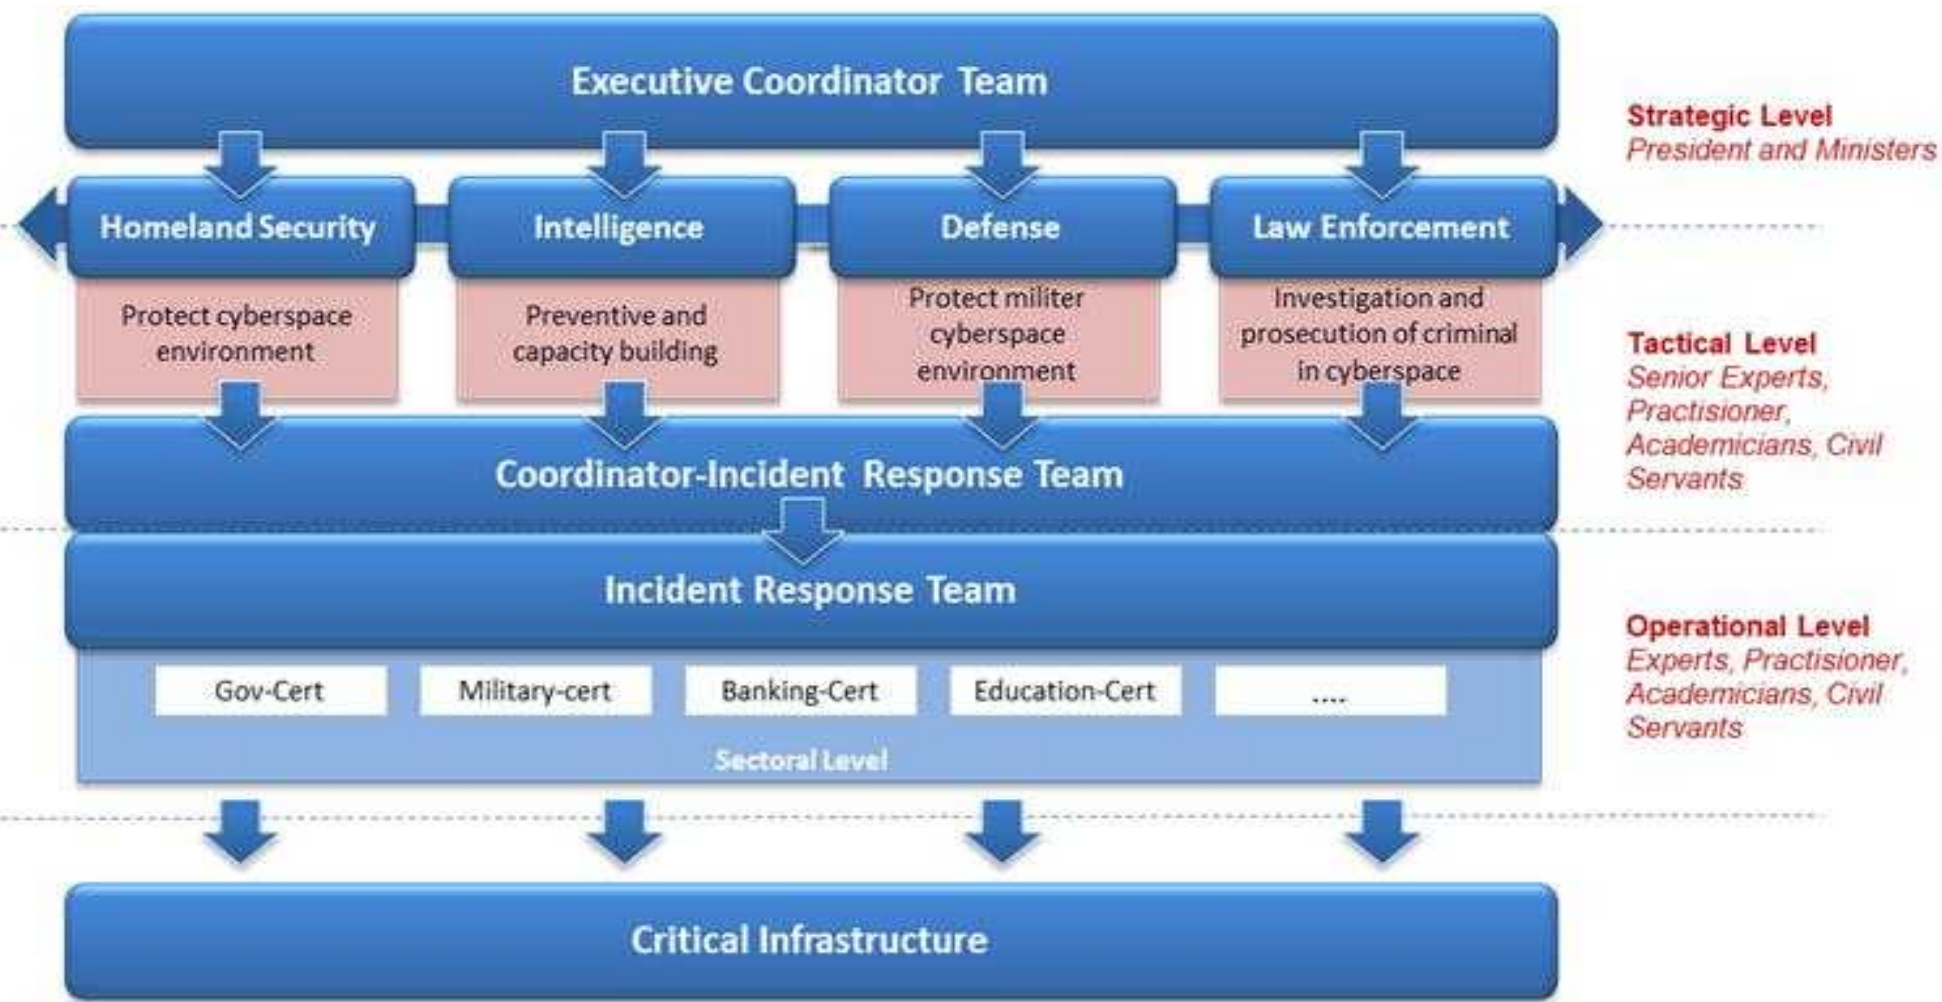 Executive Coordinator Team
Strategic Level
President and Ministers
Homeland Security
Intelligence
Defense
Law Enforcement
Protect cyberspace
environment
Preventive and
capacity building
Protect militer
cyberspace
environment
Investigation and
prosecution of criminal
in cyberspace
Tactical Level
Senior Experts,
Practisioner,
Academicians, Civil
Servants
Coordinator-Incident Response Team
Incident Response Team
Operational Level
Experts, Practisioner,
Academicians, Civil
Servants
Gov-Cert
Military-cert
Banking-Cert
Education-Cert
....
Sectoral Level
Critical Infrastructure